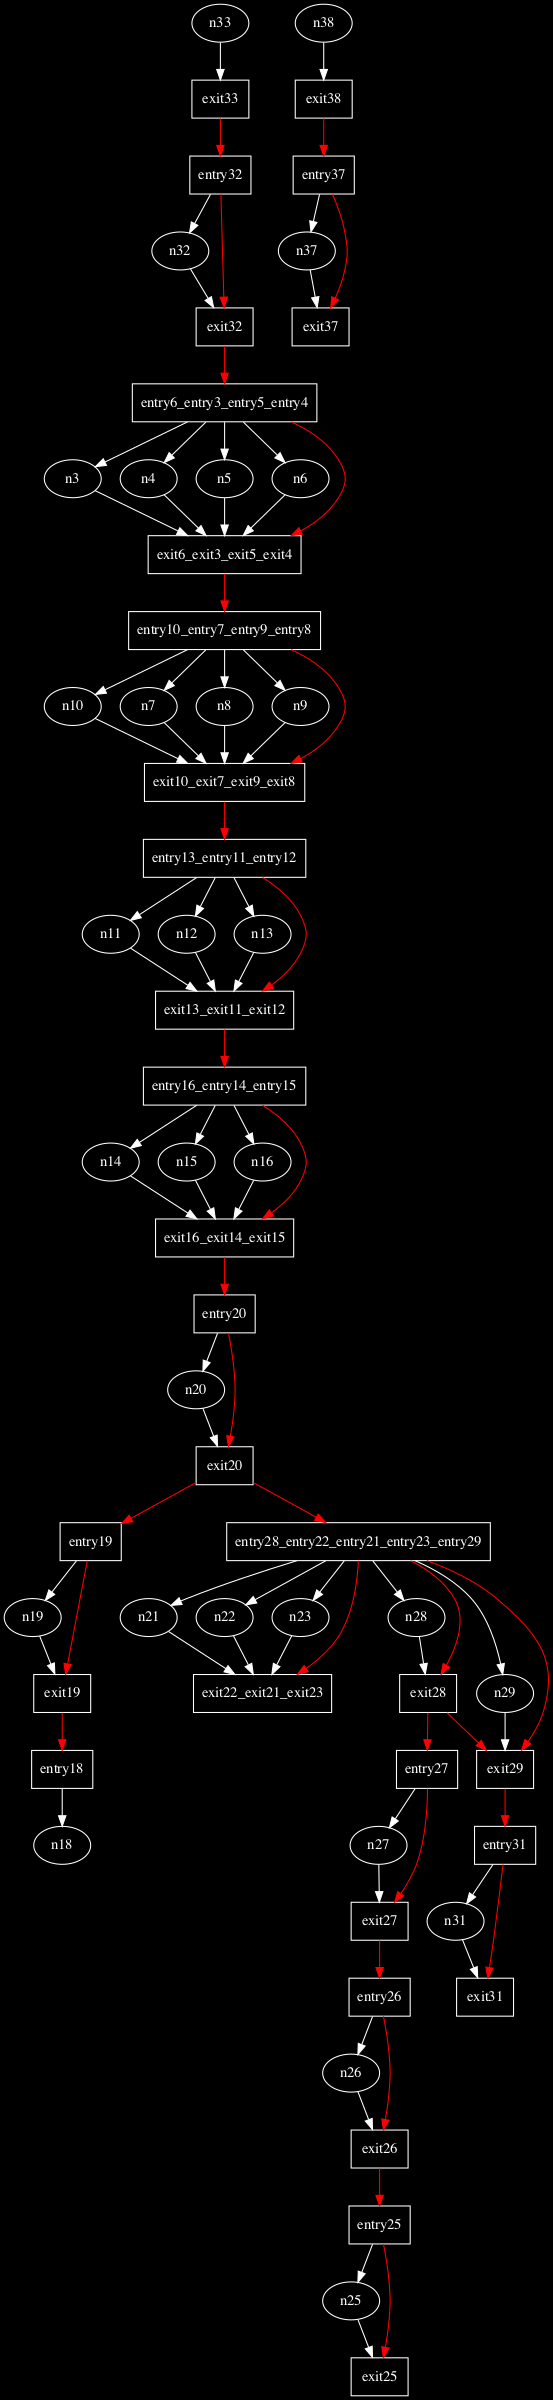 n33
n38
exit33
exit38
entry32
entry37
n32
n37
exit32
exit37
entry6_entry3_entry5_entry4
n3
n4
n5
n6
exit6_exit3_exit5_exit4
entry10_entry7_entry9_entry8
n10
n7
n8
n9
exit10_exit7_exit9_exit8
entry13_entry11_entry12
n11
n12
n13
exit13_exit11_exit12
entry16_entry14_entry15
n14
n15
n16
exit16_exit14_exit15
entry20
n20
exit20
entry19
entry28_entry22_entry21_entry23_entry29
n19
n21
n22
n23
n28
exit19
exit22_exit21_exit23
exit28
n29
entry18
entry27
exit29
n18
n27
entry31
exit27
n31
entry26
exit31
n26
exit26
entry25
n25
exit25